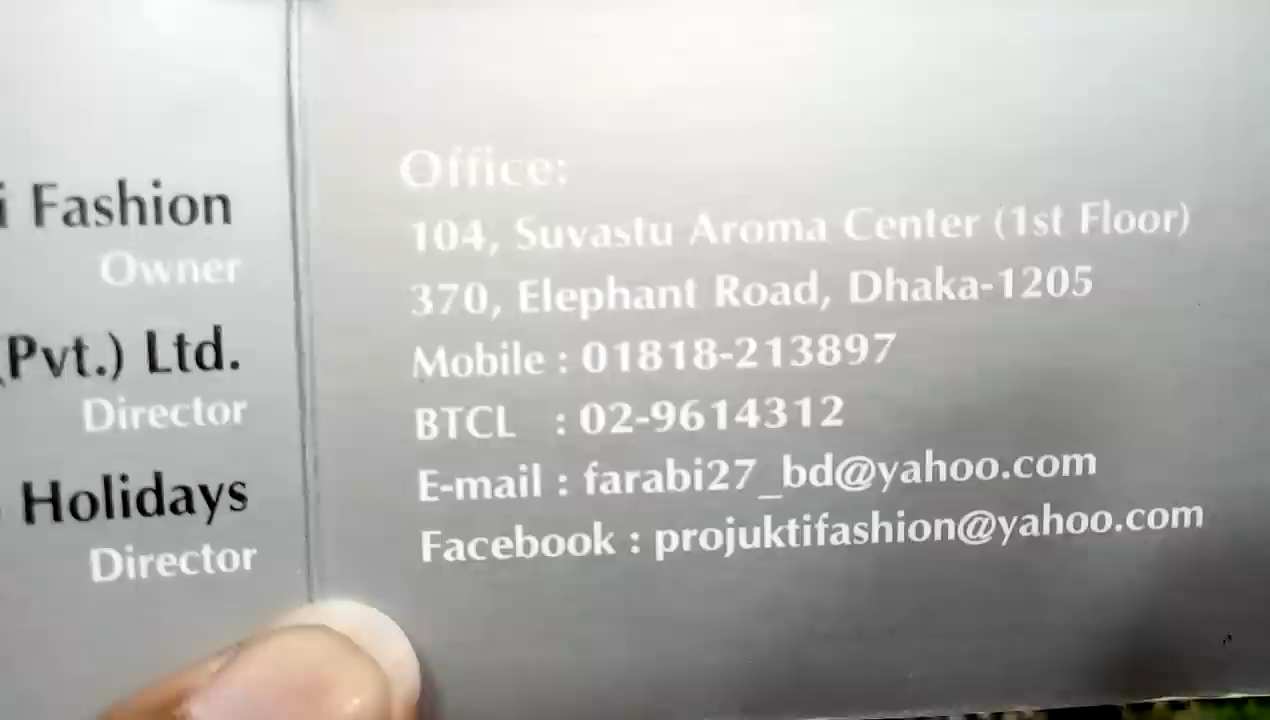 Fashion
Owner
(Pvt.) Ltd.
Director
Holidays
Director
Office:
104, Suvastu Aroma Center (1st Floor)
370, Elephant Road, Dhaka-1205
Mobile : 01818-213897
BTCL : 02-9614312
E-mail : farabi27_bd@yahoo.com
Facebook : projuktifashion@yahoo.com